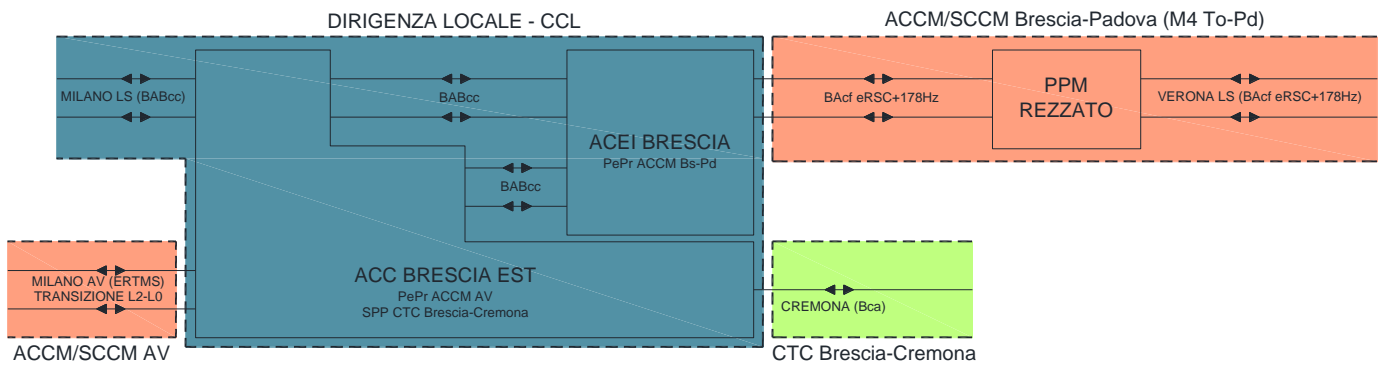 DIRIGENZA LOCALE - CCL
ACCM/SCCM Brescia-Padova (M4 To-Pd)
MILANO LS (BABcc)
BABcc
ACEI BRESCIA
PePr ACCM Bs-Pd
BABcc
BAcf eRSC+178Hz
PPM
REZZATO
VERONA LS (BAcf eRSC+178Hz)
MILANO AV (ERTMS)
TRANSIZIONE L2-L0
ACC BRESCIA EST
PePr ACCM AV
SPP CTC Brescia-Cremona
CREMONA (Bca)
ACCM/SCCM AV
CTC Brescia-Cremona